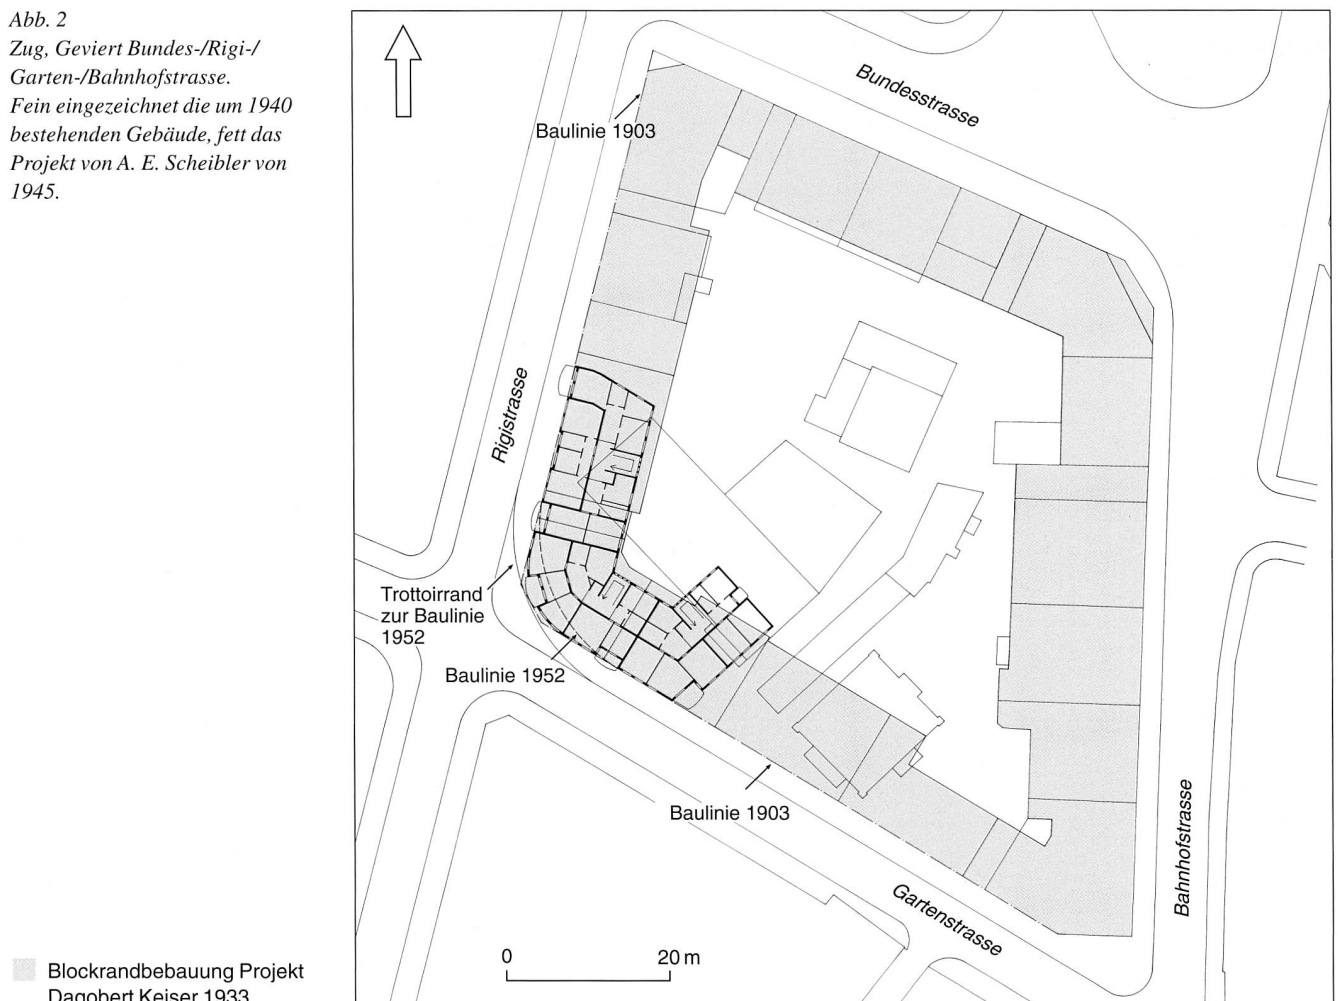 Abb. 2
Zug, Geviert Bundes-/Rigi-/
Garten-/Bahnhofstrasse.
Fein eingezeichnet die um 1940
bestehenden Gebäude, fett das
Projekt von A. E. Scheibler von
1945.
Bundesstrasse
Baulinie 1903
Rigistrasse
Trottoirrand
zur Baulinie
1952
Baulinie 1952
Baulinie 1903
Bahnhofstrasse
Gartenstrasse
0 20 m
Blockrandbebauung Projekt
Dagobert Keiser 1933